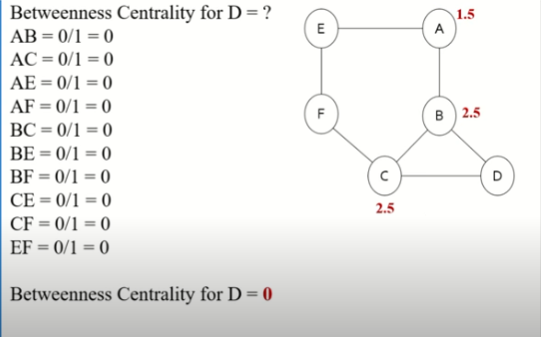 Betweenness Centrality for D = ?
AB = 0/1 = 0
AC = 0/1 = 0
AE = 0/1 = 0
AF = 0/1 = 0
BC = 0/1 = 0
BE = 0/1 = 0
BF = 0/1 = 0
CE = 0/1 = 0
CF = 0/1 = 0
EF = 0/1 = 0
Betweenness Centrality for D = 0
E
A
1.5
F
B
2.5
C
D
2.5